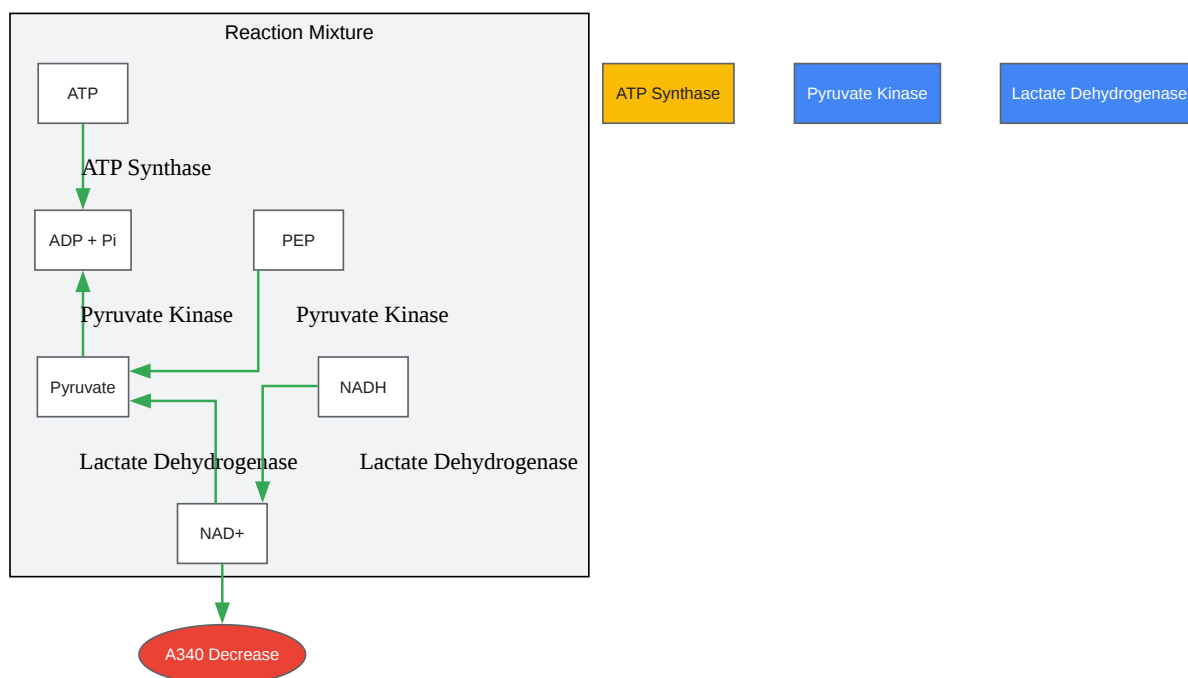 Reaction Mixture
ATP
ATP Synthase
Pyruvate Kinase
Lactate Dehydrogenase
ATP Synthase
ADP + Pi
PEP
Pyruvate Kinase
Pyruvate Kinase
Pyruvate
NADH
Lactate Dehydrogenase
Lactate Dehydrogenase
NAD+
A340 Decrease